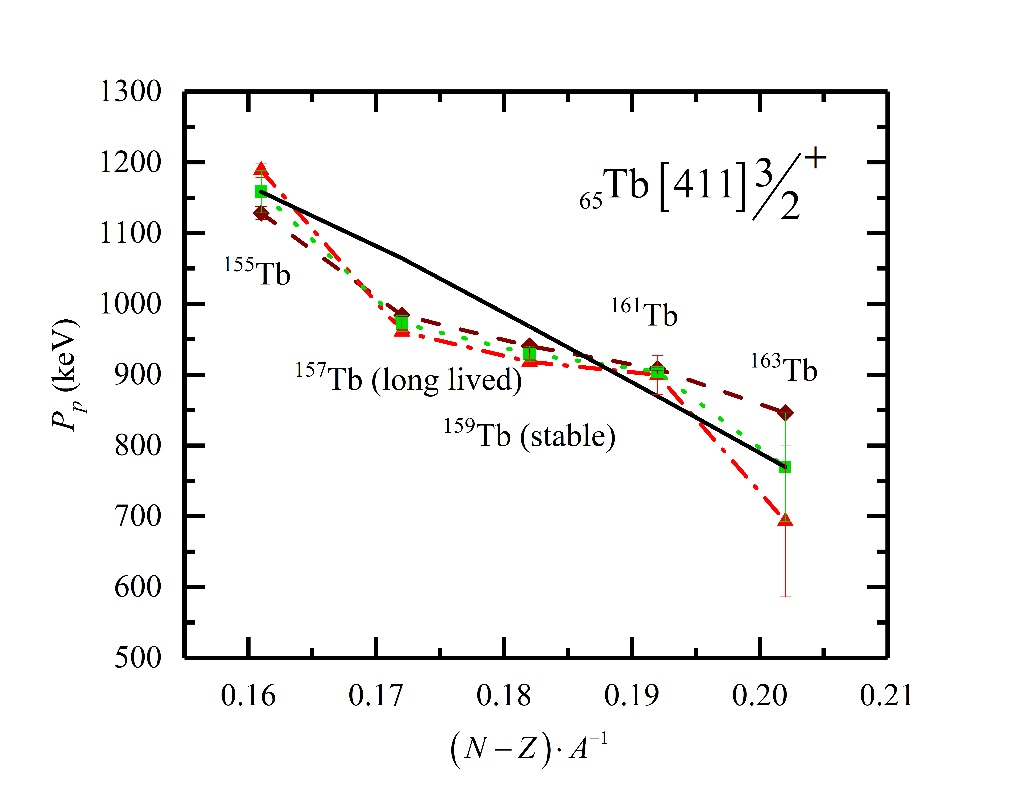 1300
1200
1100
1000
900
800
700
600
500
P_p (keV)
₆₅Tb [411] 3/2⁺
¹⁵⁵Tb
¹⁶¹Tb
¹⁶³Tb
¹⁵⁷Tb (long lived)
¹⁵⁹Tb (stable)
0.16 0.17 0.18 0.19 0.20 0.21
(N − Z) · A⁻¹